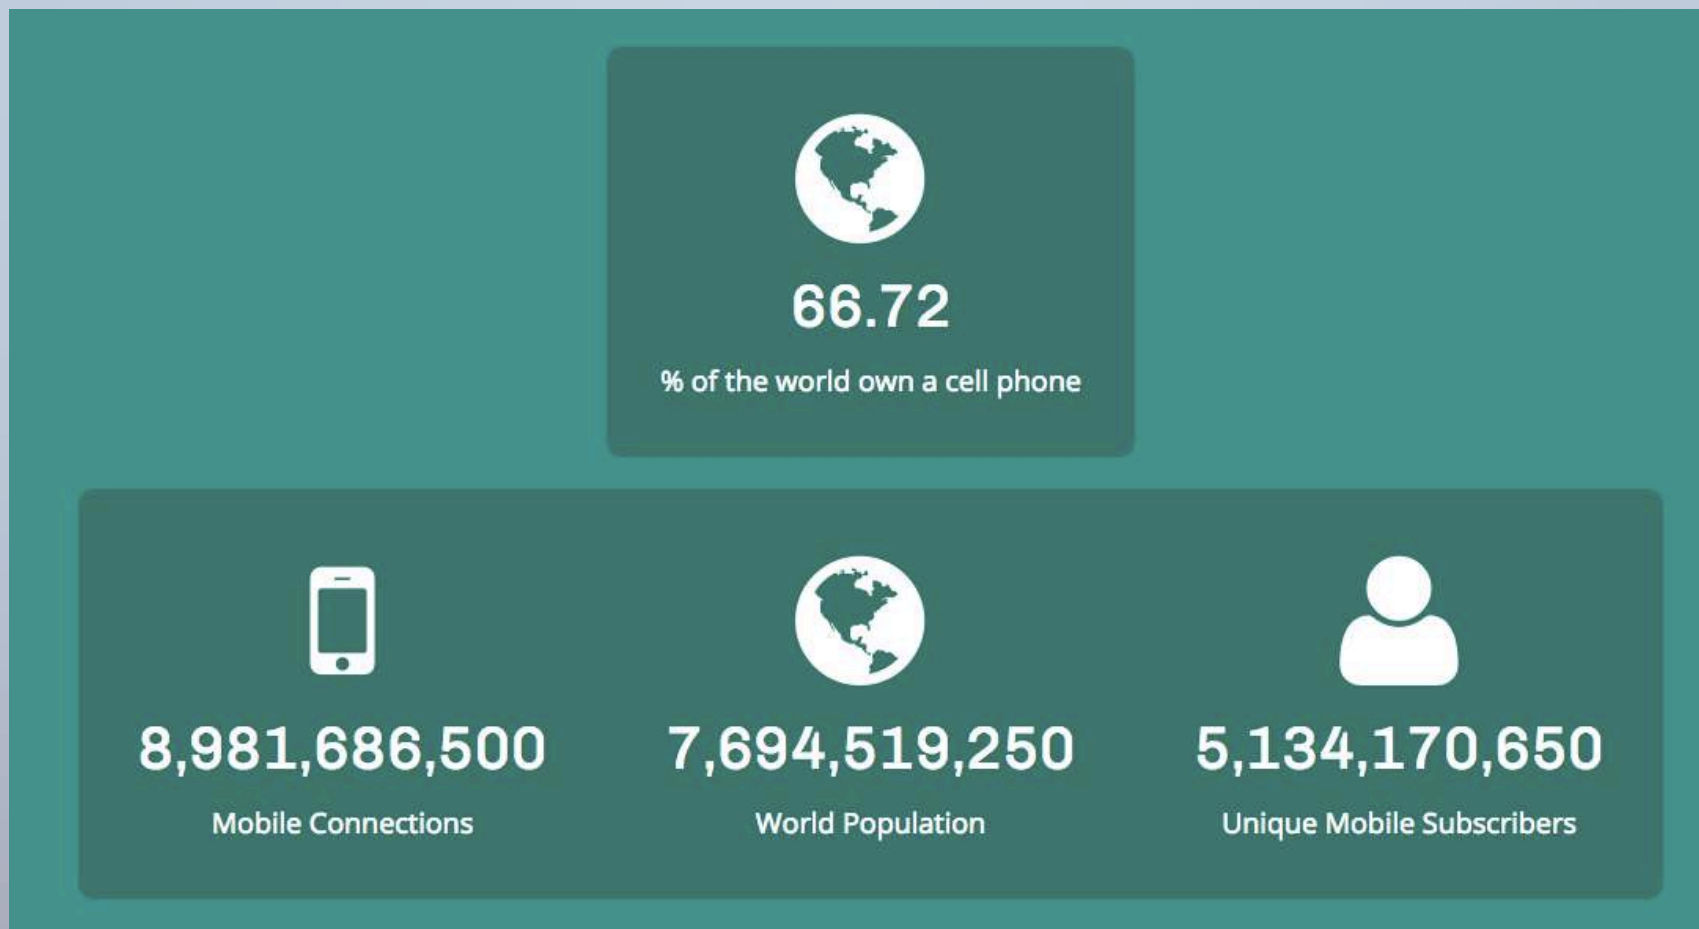 66.72
% of the world own a cell phone
8,981,686,500
7,694,519,250
5,134,170,650
Mobile Connections
World Population
Unique Mobile Subscribers